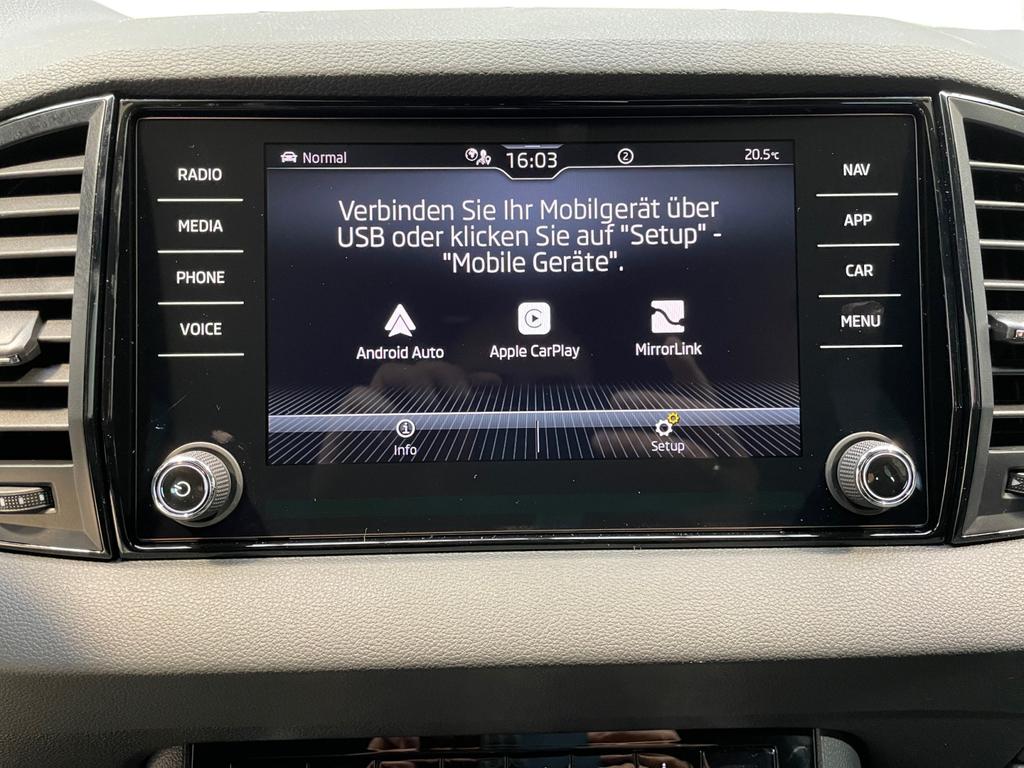 Normal
16:03
2
20.5°C
RADIO
MEDIA
PHONE
VOICE
NAV
APP
CAR
MENU
Verbinden Sie Ihr Mobilgerät über
USB oder klicken Sie auf "Setup" -
"Mobile Geräte".
Android Auto
Apple CarPlay
MirrorLink
Info
Setup